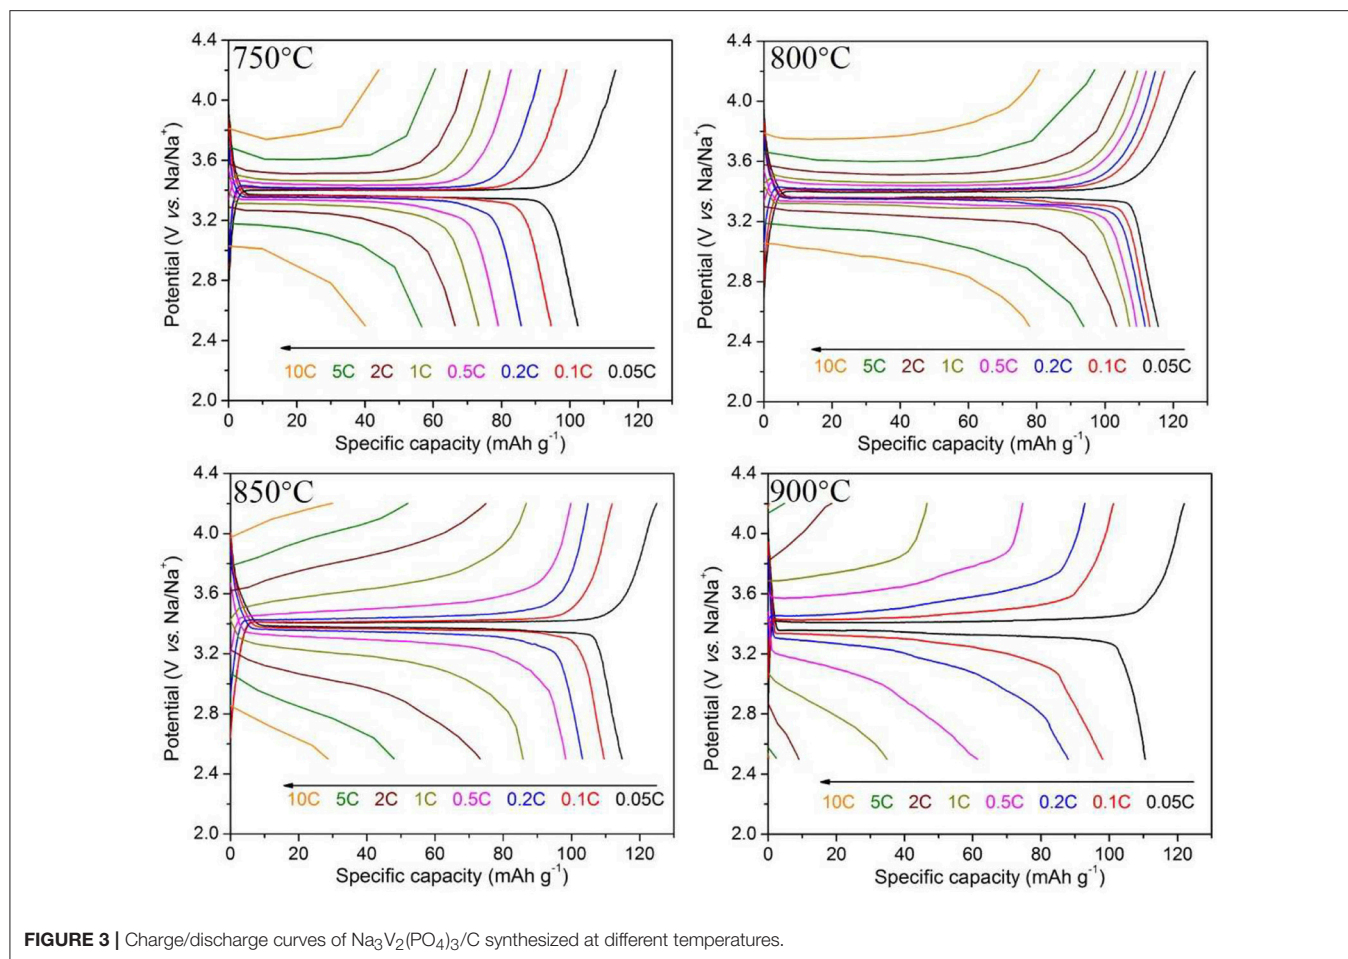 750°C
4.4
4.0
3.6
3.2
2.8
2.4
2.0
Potential (V vs. Na/Na⁺)
10C 5C 2C 1C 0.5C 0.2C 0.1C 0.05C
0 20 40 60 80 100 120
Specific capacity (mAh g⁻¹)
800°C
4.4
4.0
3.6
3.2
2.8
2.4
2.0
Potential (V vs. Na/Na⁺)
10C 5C 2C 1C 0.5C 0.2C 0.1C 0.05C
0 20 40 60 80 100 120
Specific capacity (mAh g⁻¹)
850°C
4.4
4.0
3.6
3.2
2.8
2.4
2.0
Potential (V vs. Na/Na⁺)
10C 5C 2C 1C 0.5C 0.2C 0.1C 0.05C
0 20 40 60 80 100 120
Specific capacity (mAh g⁻¹)
900°C
4.4
4.0
3.6
3.2
2.8
2.4
2.0
Potential (V vs. Na/Na⁺)
10C 5C 2C 1C 0.5C 0.2C 0.1C 0.05C
0 20 40 60 80 100 120
Specific capacity (mAh g⁻¹)
FIGURE 3 | Charge/discharge curves of Na₃V₂(PO₄)₃/C synthesized at different temperatures.